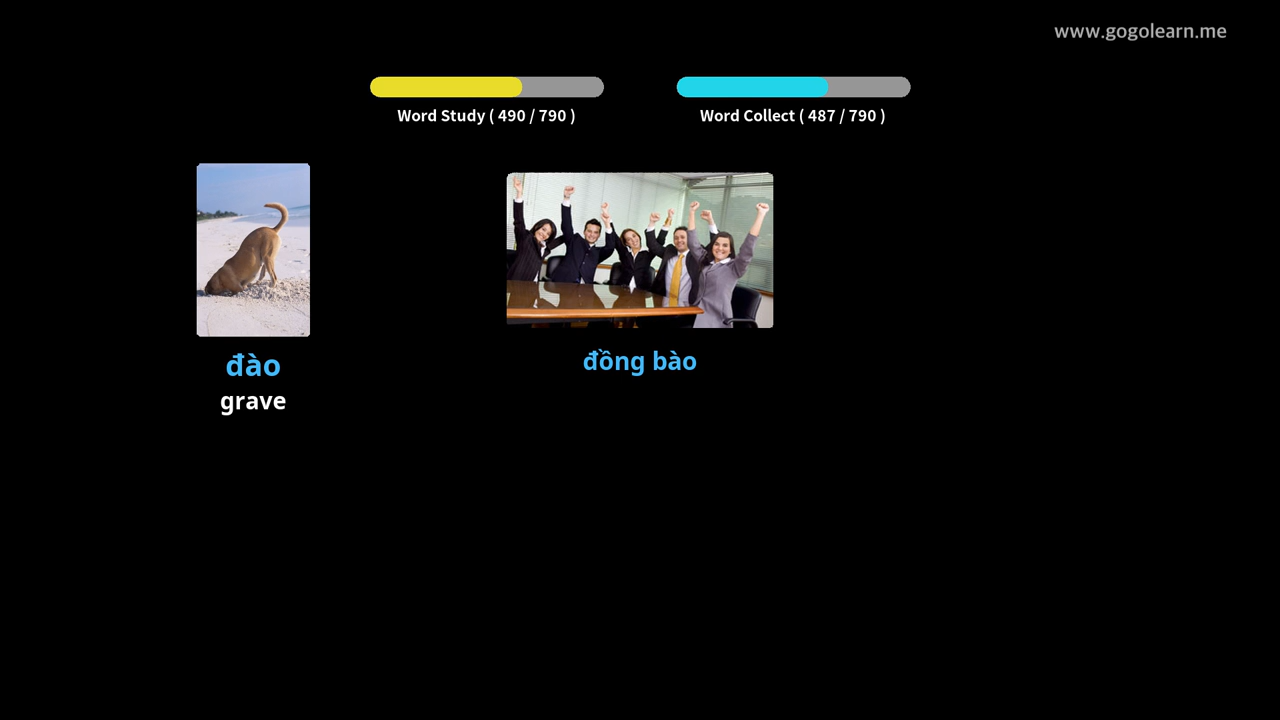 www.gogolearn.me
Word Study ( 490 / 790 )
Word Collect ( 487 / 790 )
đào
grave
đồng bào